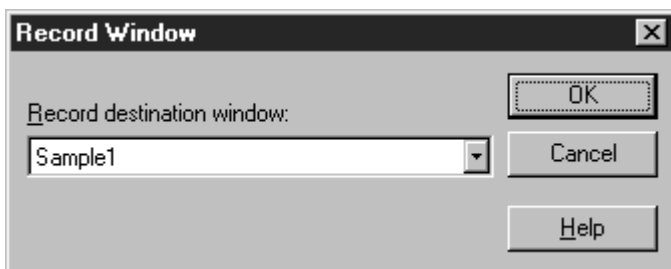 Record Window
Record destination window:
Sample1
OK
Cancel
Help